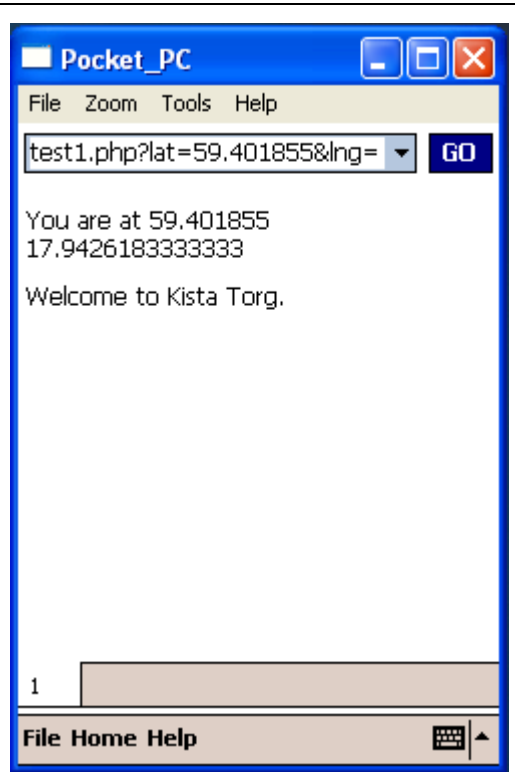 Pocket_PC
File Zoom Tools Help
test1.php?lat=59.401855&lng= GO
You are at 59.401855
17.9426183333333
Welcome to Kista Torg.
1
File Home Help